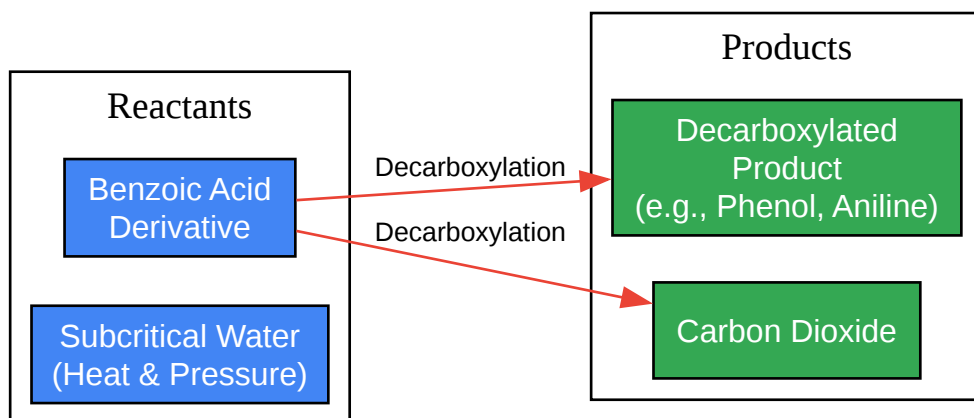 Reactants
Benzoic Acid
Derivative
Subcritical Water
(Heat & Pressure)
Decarboxylation
Decarboxylation
Products
Decarboxylated
Product
(e.g., Phenol, Aniline)
Carbon Dioxide